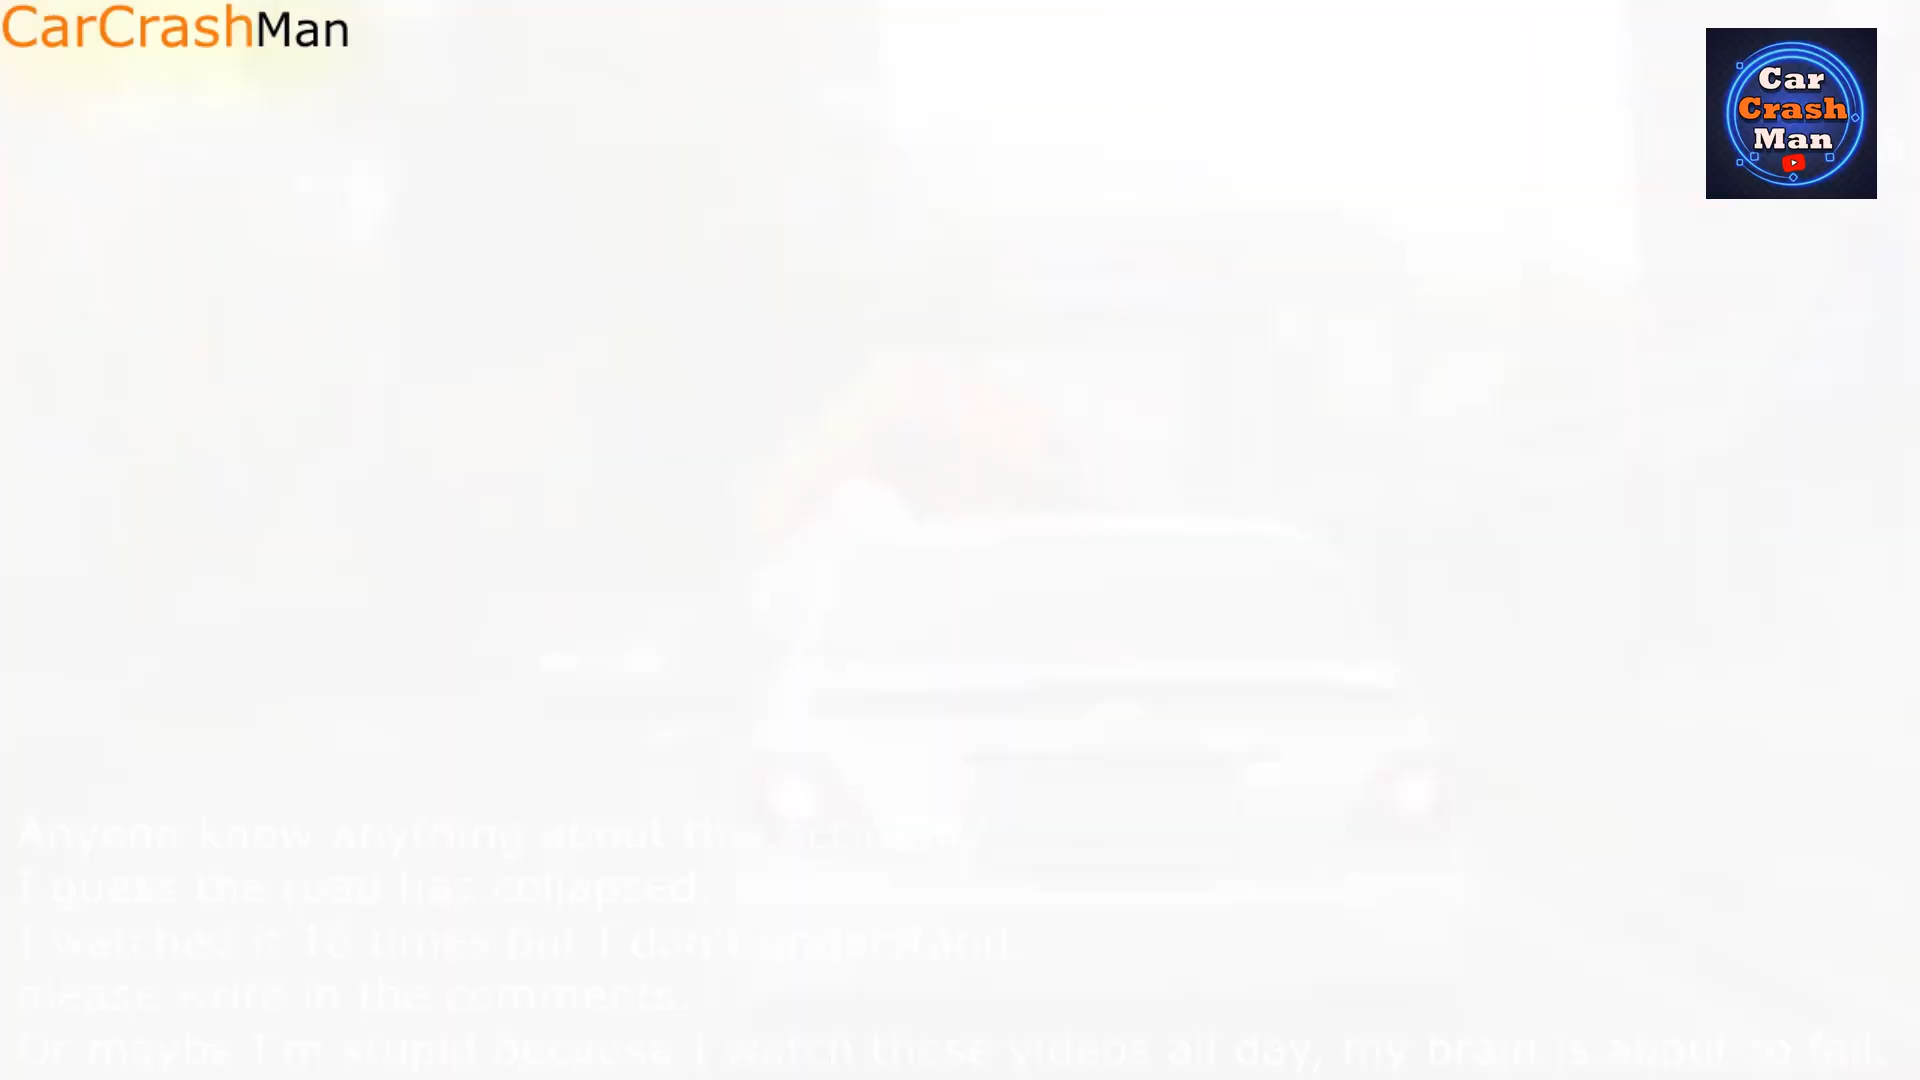 CarCrashMan
Car
Crash
Man
Anyone know anything about this
I guess the road has collapsed.
I watched it 10 times but I don't understand
please write in the comments.
Or maybe I'm stupid because I watch these videos all day, my brain is about to fail.